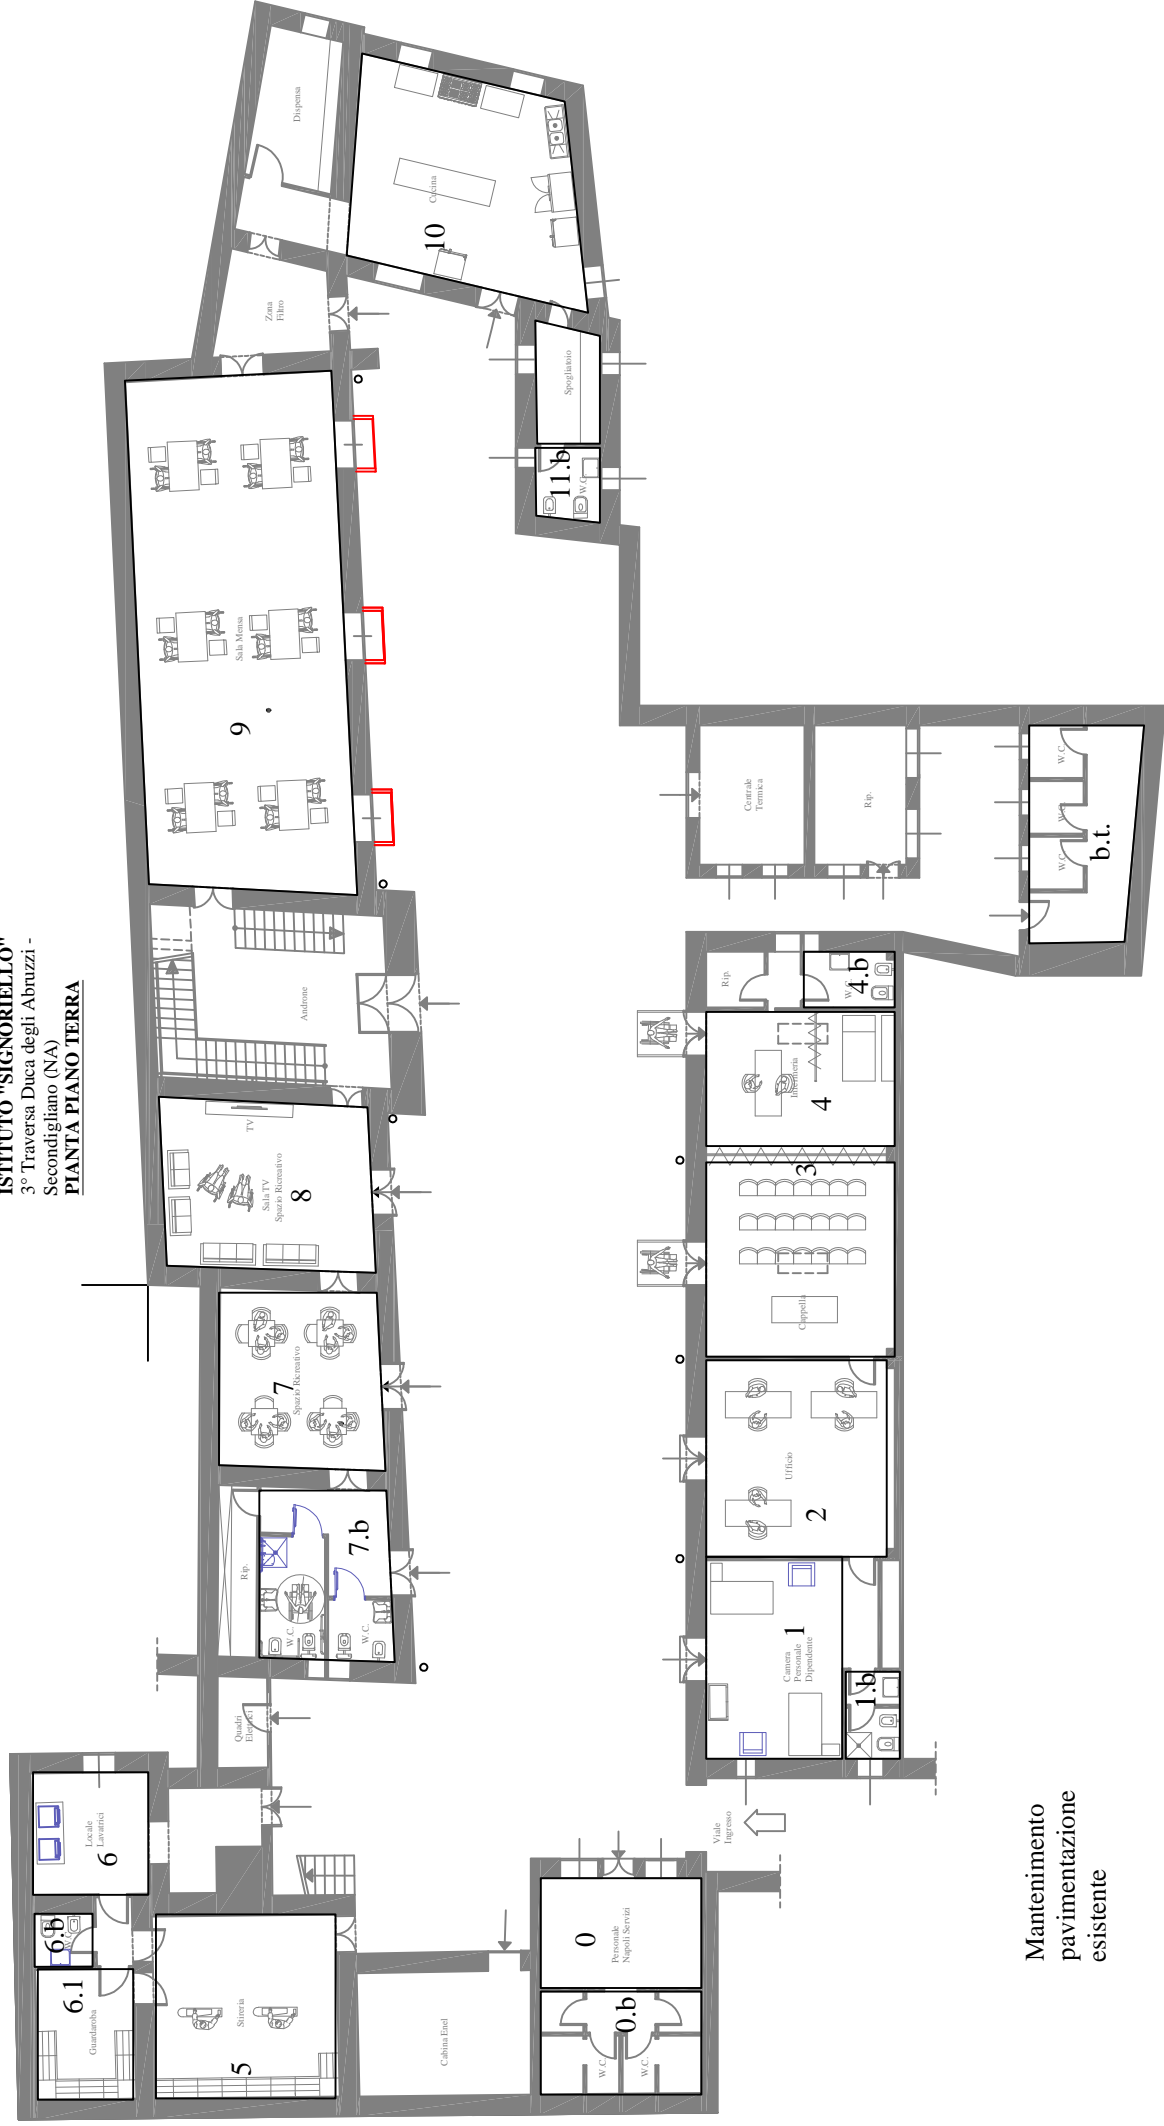 ISTITUTO "SIGNORIELLO"
3° Traversa Duca degli Abruzzi -
Secondigliano (NA)
PIANTA PIANO TERRA
Dispensa
Cucina
10
Zona
Filtro
Spogliatoio
11.b
W.C.
Sala Mensa
9
Androne
TV
Sala TV
Spazio Ricreativo
8
Spazio Ricreativo
7
7.b
Rip.
W.C.
W.C.
Quadri
Elettrici
Locale
Lavatrici
6
6.b
W.C.
6.1
Guardaroba
Stireria
5
Cabina Enel
0
Personale
Napoli Servizi
0.b
W.C.
W.C.
Viale
Ingresso
Centrale
Termica
Rip.
W.C.
W.C.
W.C.
b.t.
Rip.
4.b
W.C.
Infermeria
4
3
Cappella
Ufficio
2
1
Camera
Personale
Dipendente
1.b
Mantenimento
pavimentazione
esistente